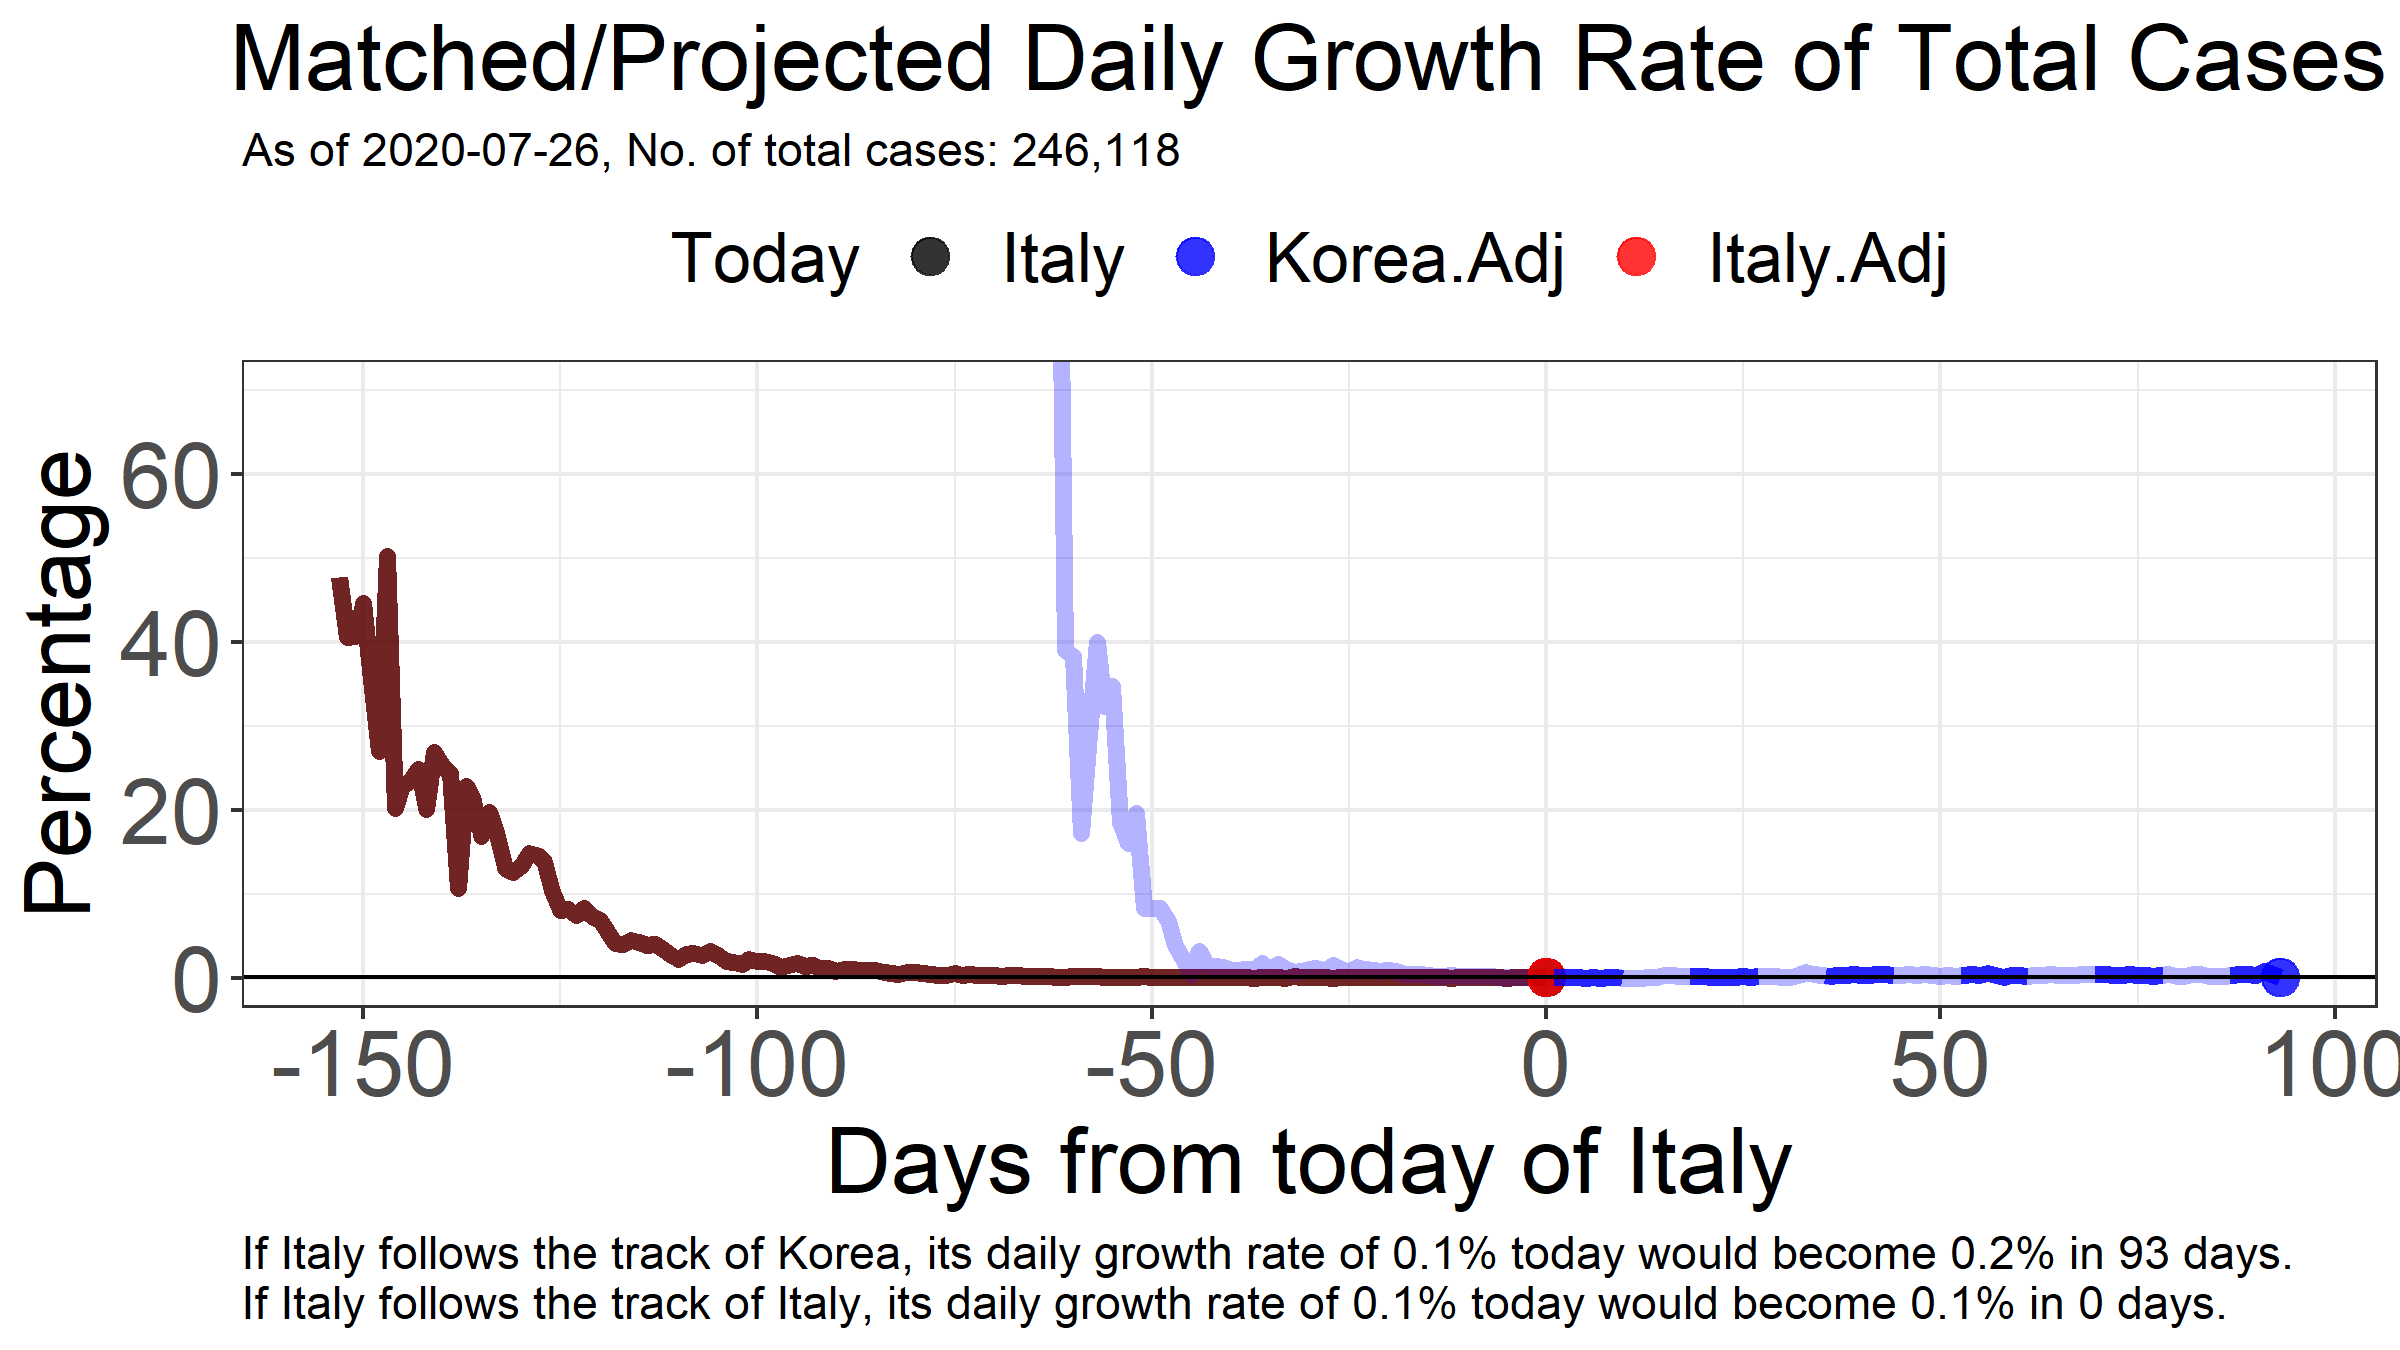 Matched/Projected Daily Growth Rate of Total Cases
As of 2020-07-26, No. of total cases: 246,118
Today Italy Korea.Adj Italy.Adj
Percentage
60
40
20
0
-150 -100 -50 0 50 100
Days from today of Italy
If Italy follows the track of Korea, its daily growth rate of 0.1% today would become 0.2% in 93 days.
If Italy follows the track of Italy, its daily growth rate of 0.1% today would become 0.1% in 0 days.